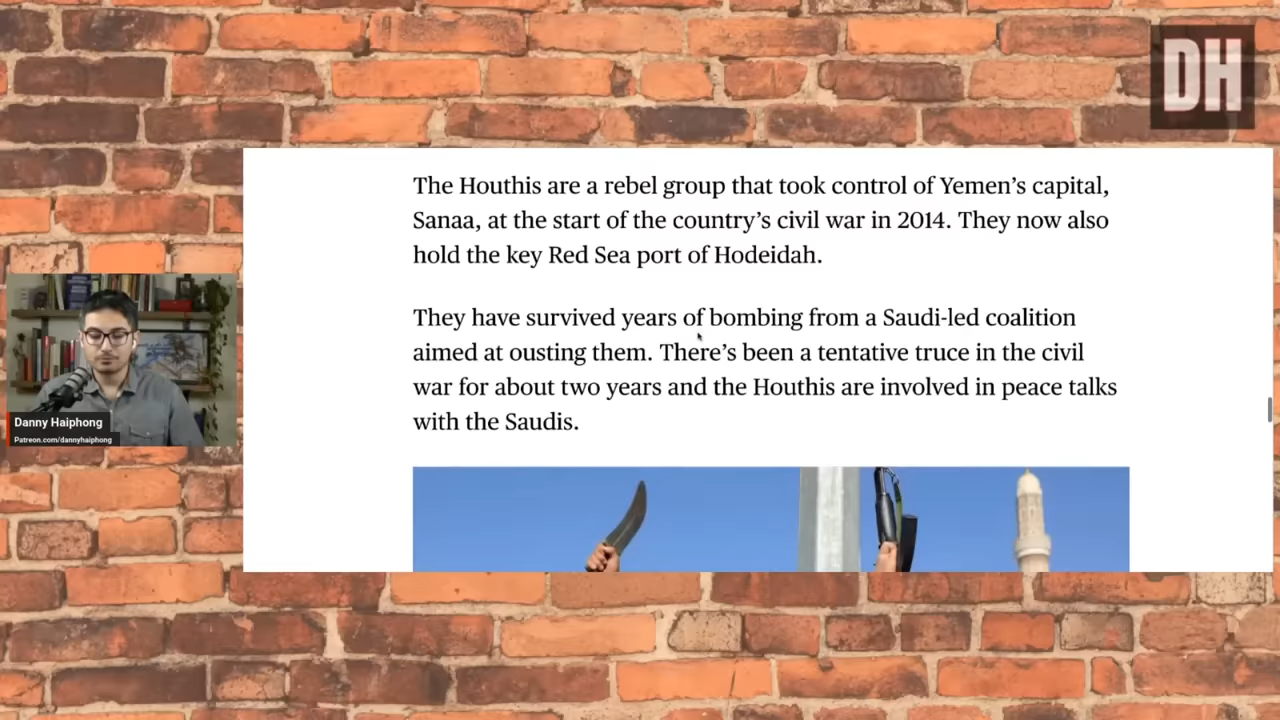 DH
The Houthis are a rebel group that took control of Yemen’s capital,
Sanaa, at the start of the country’s civil war in 2014. They now also
hold the key Red Sea port of Hodeidah.
They have survived years of bombing from a Saudi-led coalition
aimed at ousting them. There’s been a tentative truce in the civil
war for about two years and the Houthis are involved in peace talks
with the Saudis.
Danny Haiphong
Patreon.com/dannyhaiphong